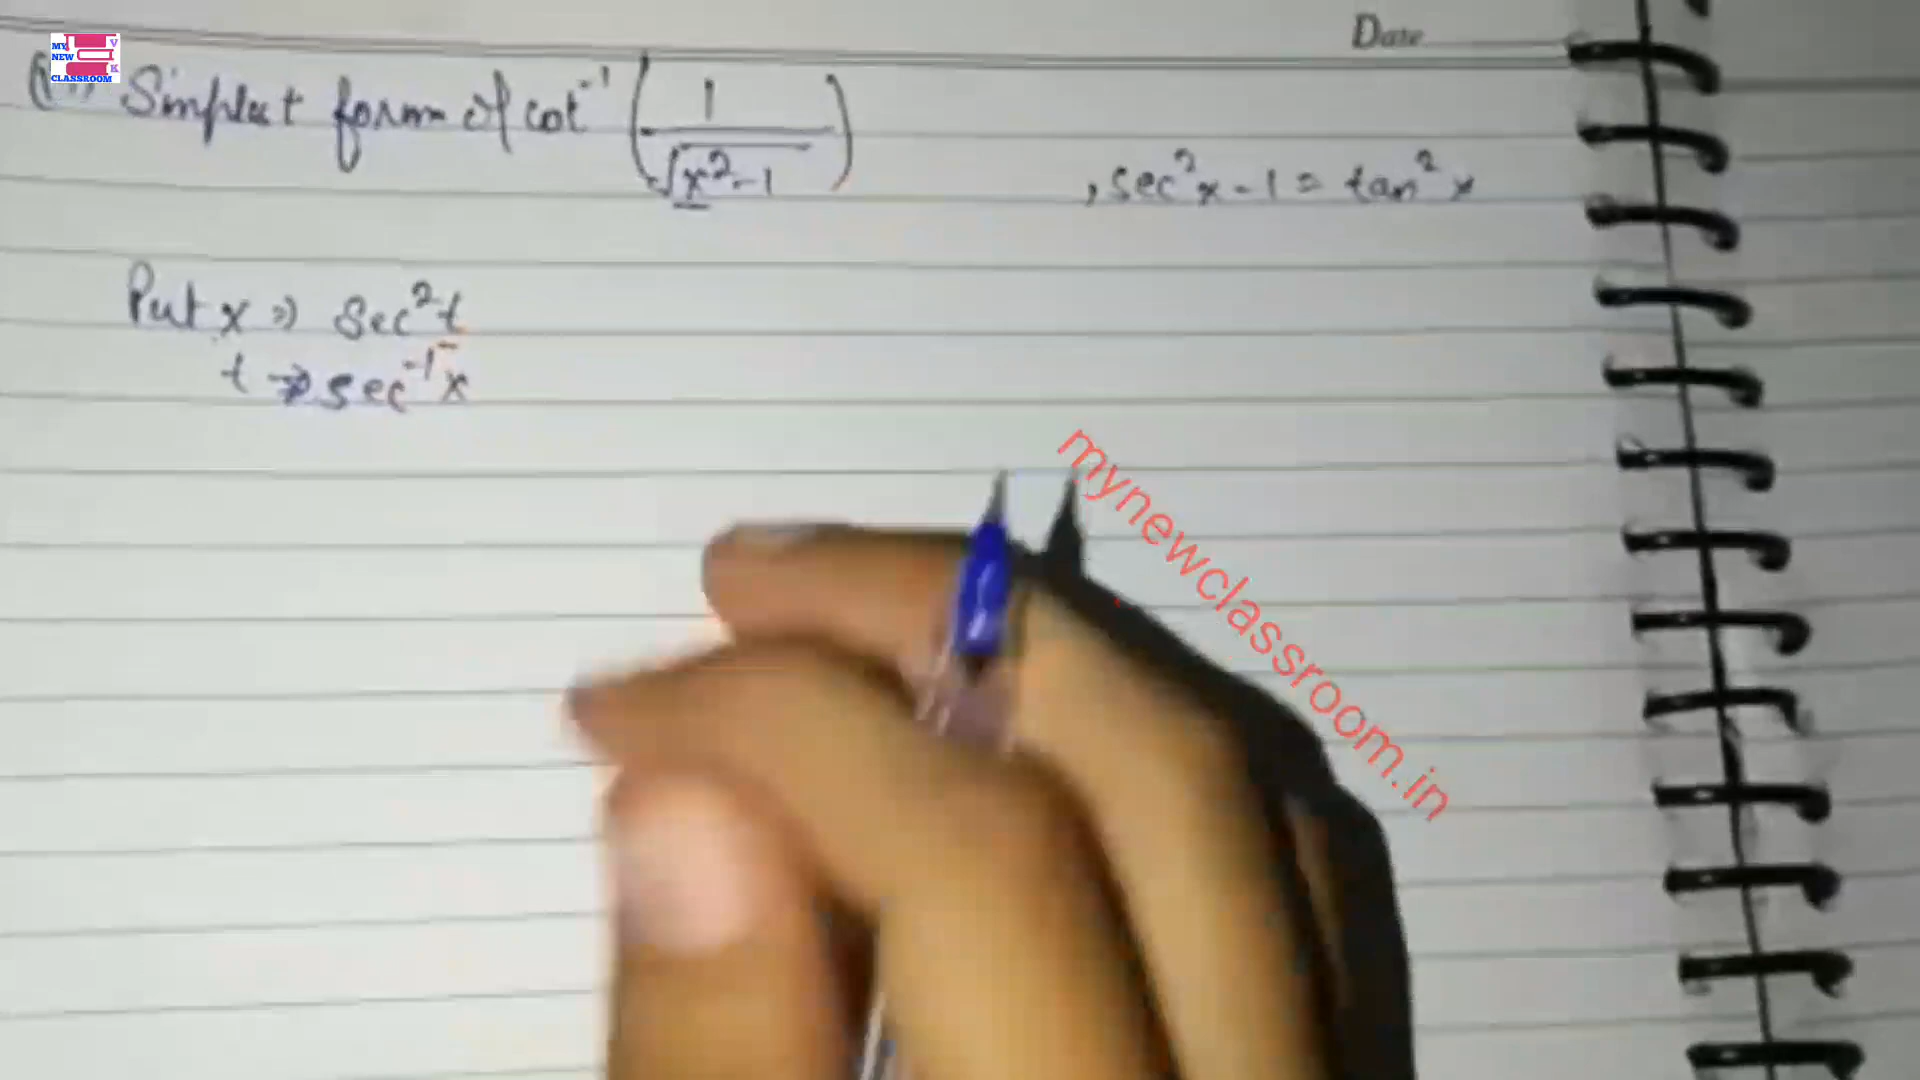 Date
MY NEW CLASSROOM V K
Simplest form of cot⁻¹ (1/√(x²-1))
, sec²x - 1 = tan²x
Put x ⇒ sec²t
t ⇒ sec⁻¹x
mynewclassroom.in